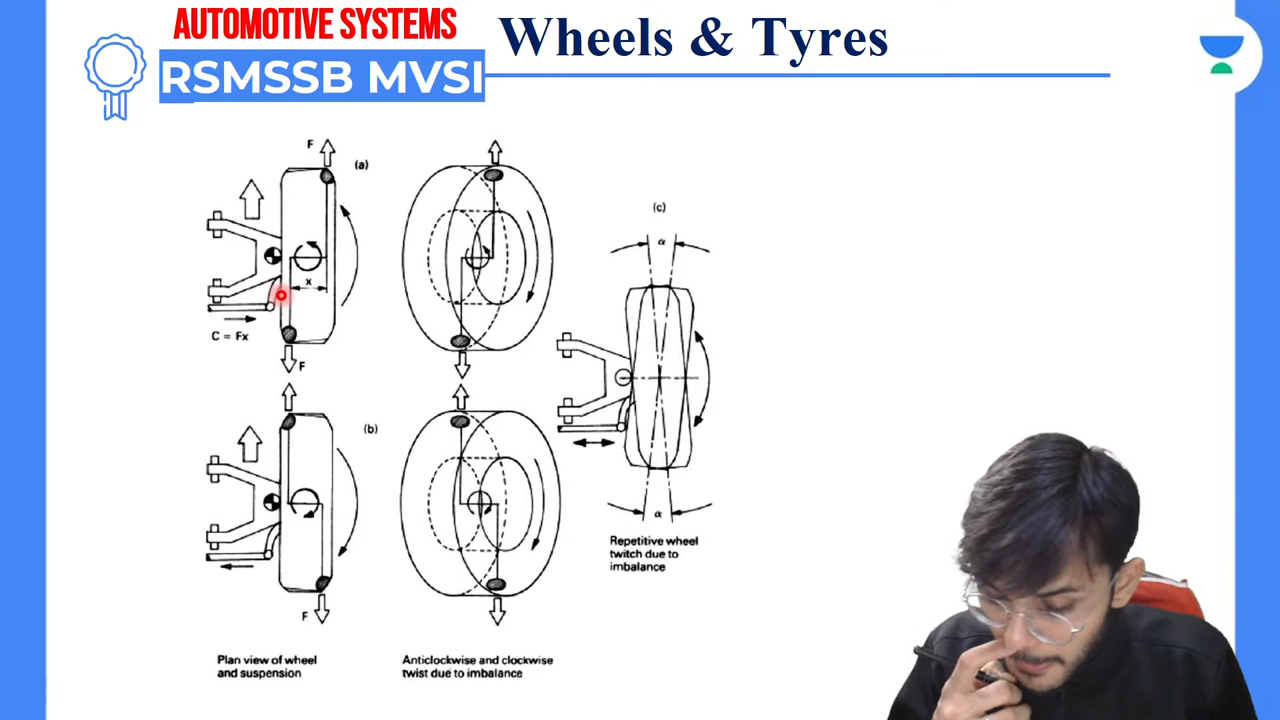 AUTOMOTIVE SYSTEMS
RSMSSB MVSI
Wheels & Tyres
F
(a)
x
C = Fx
F
(b)
F
(c)
α
α
Repetitive wheel
twitch due to
imbalance
Plan view of wheel
and suspension
Anticlockwise and clockwise
twist due to imbalance